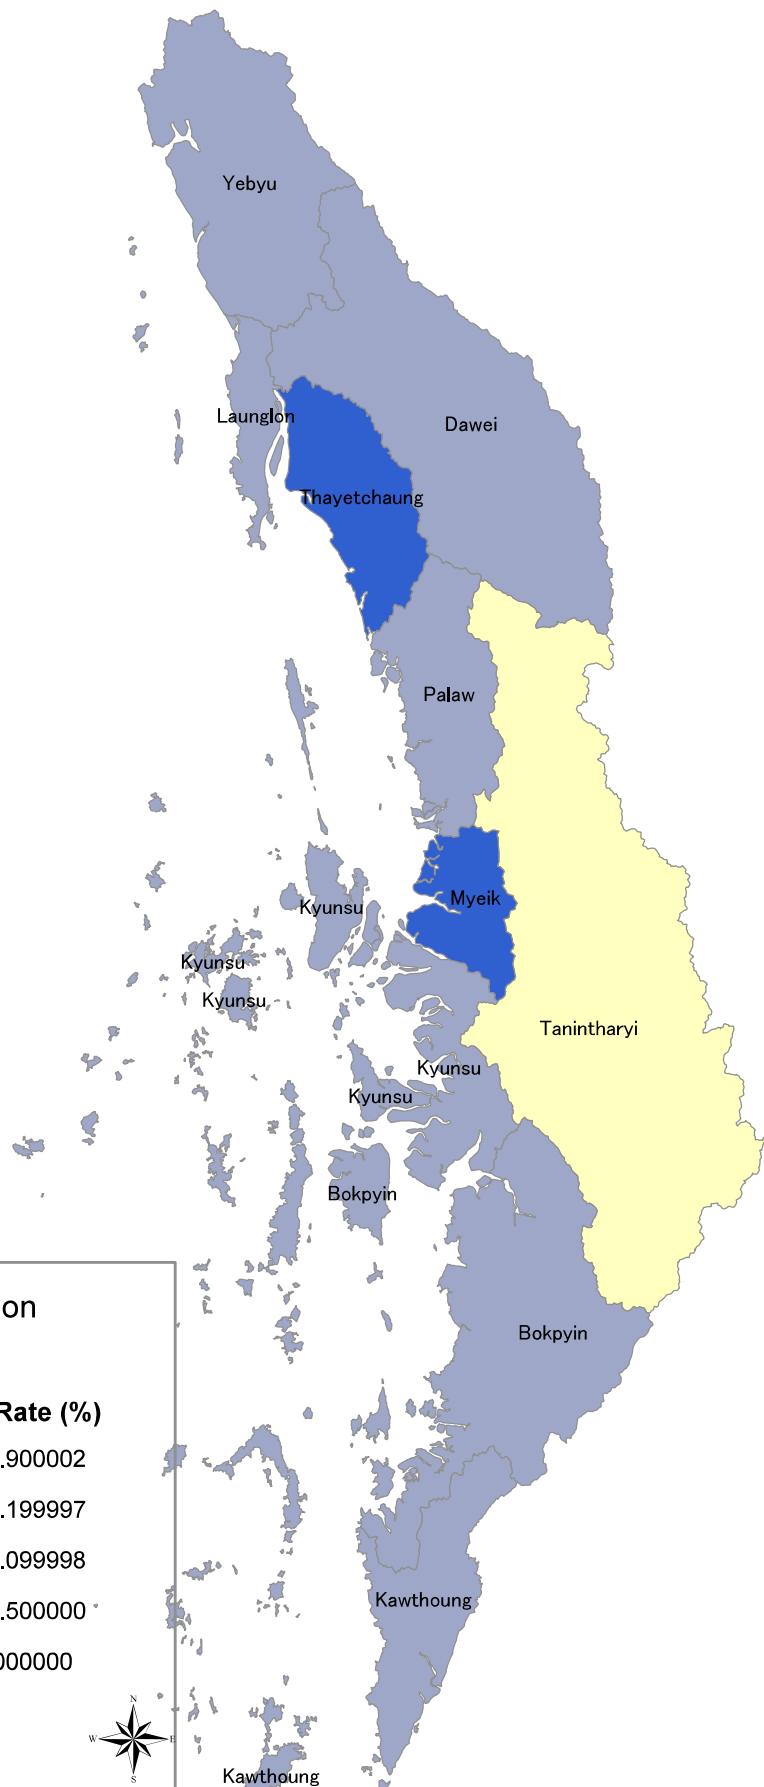 Yebyu
Launglon
Dawei
Thayetchaung
Palaw
Myeik
Kyunsu
Kyunsu
Kyunsu
Tanintharyi
Kyunsu
Kyunsu
Bokpyin
on
Bokpyin
Rate (%)
.900002
.199997
.099998
.500000
Kawthoung
000000
N
W E
S
Kawthoung